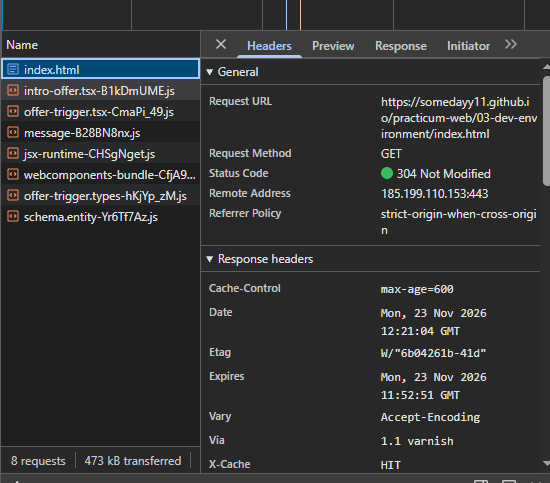 Name
Headers Preview Response Initiator
index.html
intro-offer.tsx-B1kDmUME.js
offer-trigger.tsx-CmaPi_49.js
message-B28BN8nx.js
jsx-runtime-CHSgNget.js
webcomponents-bundle-CfjA9...
offer-trigger.types-hKjYp_zM.js
schema.entity-Yr6Tf7Az.js
General
Request URL https://somedayy11.github.
io/practicum-web/03-dev-env
ironment/index.html
Request Method GET
Status Code 304 Not Modified
Remote Address 185.199.110.153:443
Referrer Policy strict-origin-when-cross-origi
n
Response headers
Cache-Control max-age=600
Date Mon, 23 Nov 2026
12:21:04 GMT
Etag W/"6b04261b-41d"
Expires Mon, 23 Nov 2026
11:52:51 GMT
Vary Accept-Encoding
Via 1.1 varnish
X-Cache HIT
8 requests 473 kB transferred